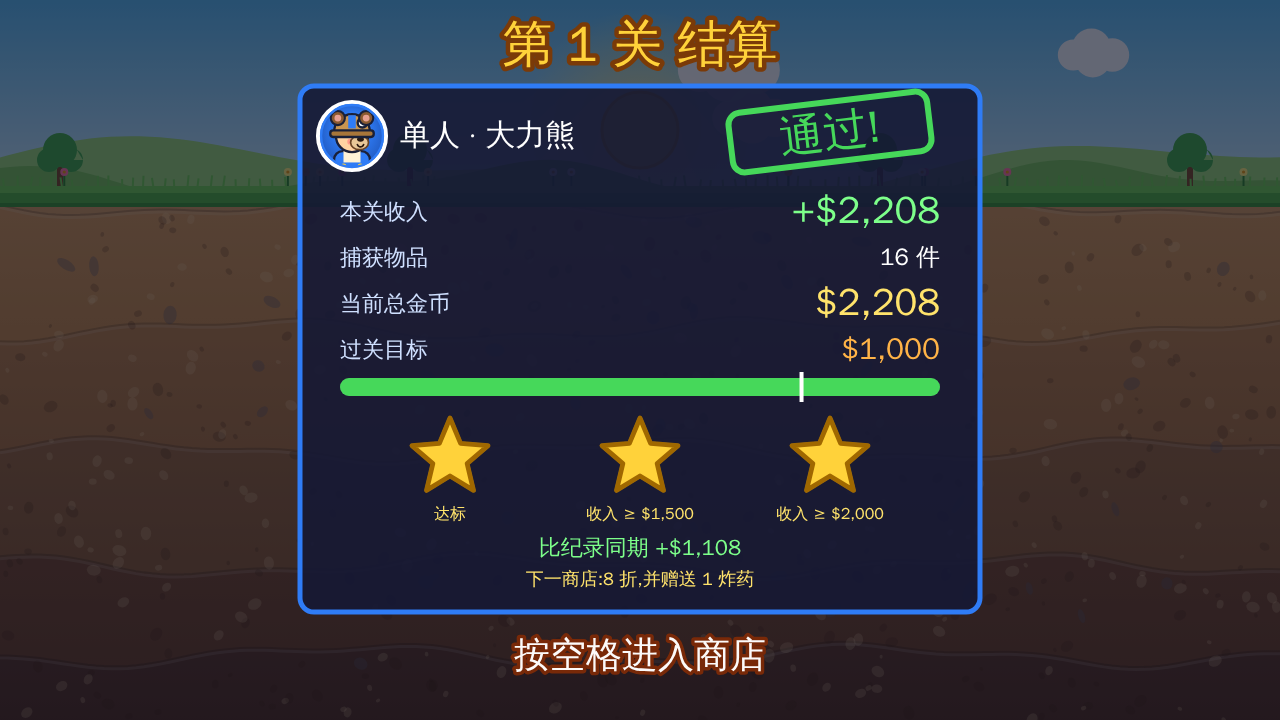 第 1 关 结算
单人 · 大力熊
通过!
本关收入 +$2,208
捕获物品 16 件
当前总金币 $2,208
过关目标 $1,000
达标 收入 ≥ $1,500 收入 ≥ $2,000
比纪录同期 +$1,108
下一商店:8 折,并赠送 1 炸药
按空格进入商店